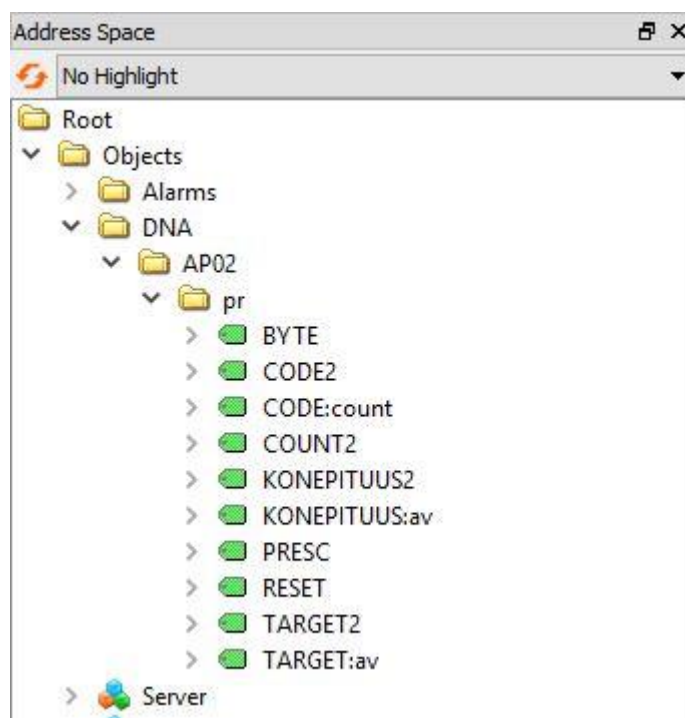 Address Space
No Highlight
Root
Objects
Alarms
DNA
AP02
pr
BYTE
CODE2
CODE:count
COUNT2
KONEPITUUS2
KONEPITUUS:av
PRESC
RESET
TARGET2
TARGET:av
Server